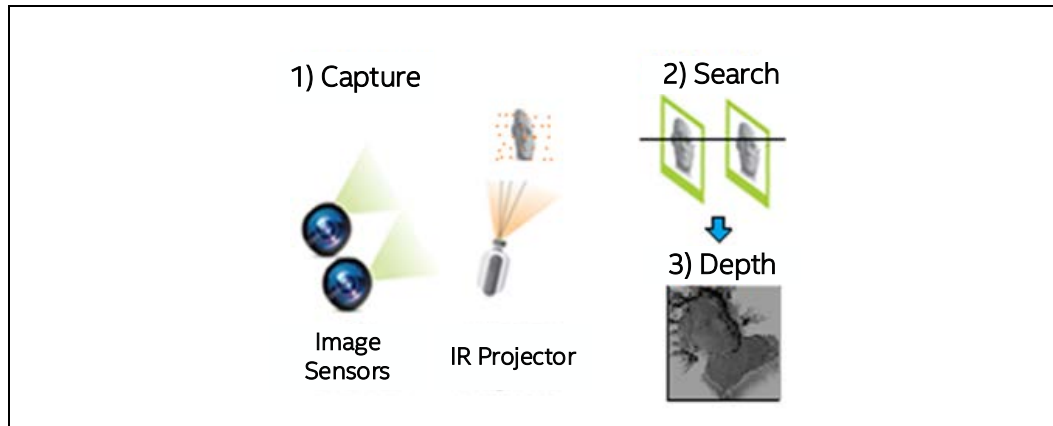 1) Capture
2) Search
3) Depth
Image
Sensors
IR Projector